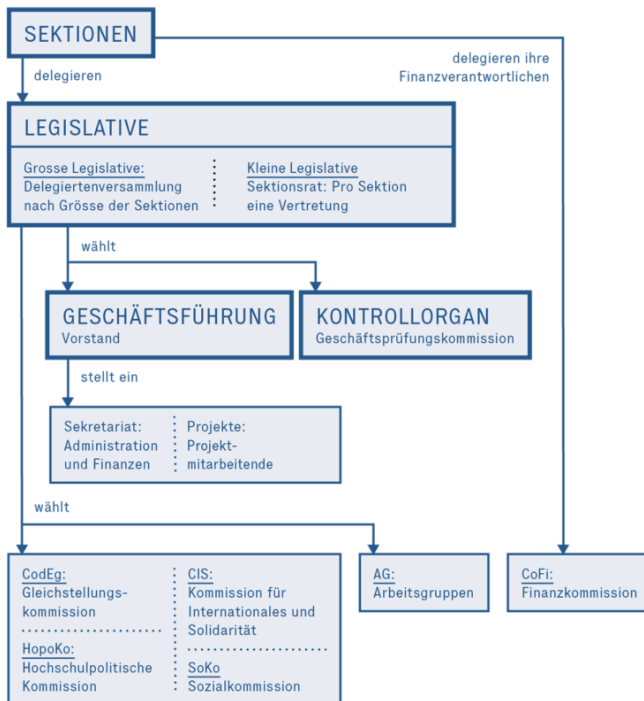 SEKTIONEN
delegieren
delegieren ihre
Finanzverantwortlichen
LEGISLATIVE
Grosse Legislative:
Delegiertenversammlung
nach Grösse der Sektionen
Kleine Legislative
Sektionsrat: Pro Sektion
eine Vertretung
wählt
GESCHÄFTSFÜHRUNG
Vorstand
KONTROLLORGAN
Geschäftsprüfungskommission
stellt ein
Sekretariat:
Administration
und Finanzen
Projekte:
Projekt-
mitarbeitende
wählt
CodEg:
Gleichstellungs-
kommission
HopoKo:
Hochschulpolitische
Kommission
CIS:
Kommission für
Internationales und
Solidarität
SoKo
Sozialkommission
AG:
Arbeitsgruppen
CoFi:
Finanzkommission